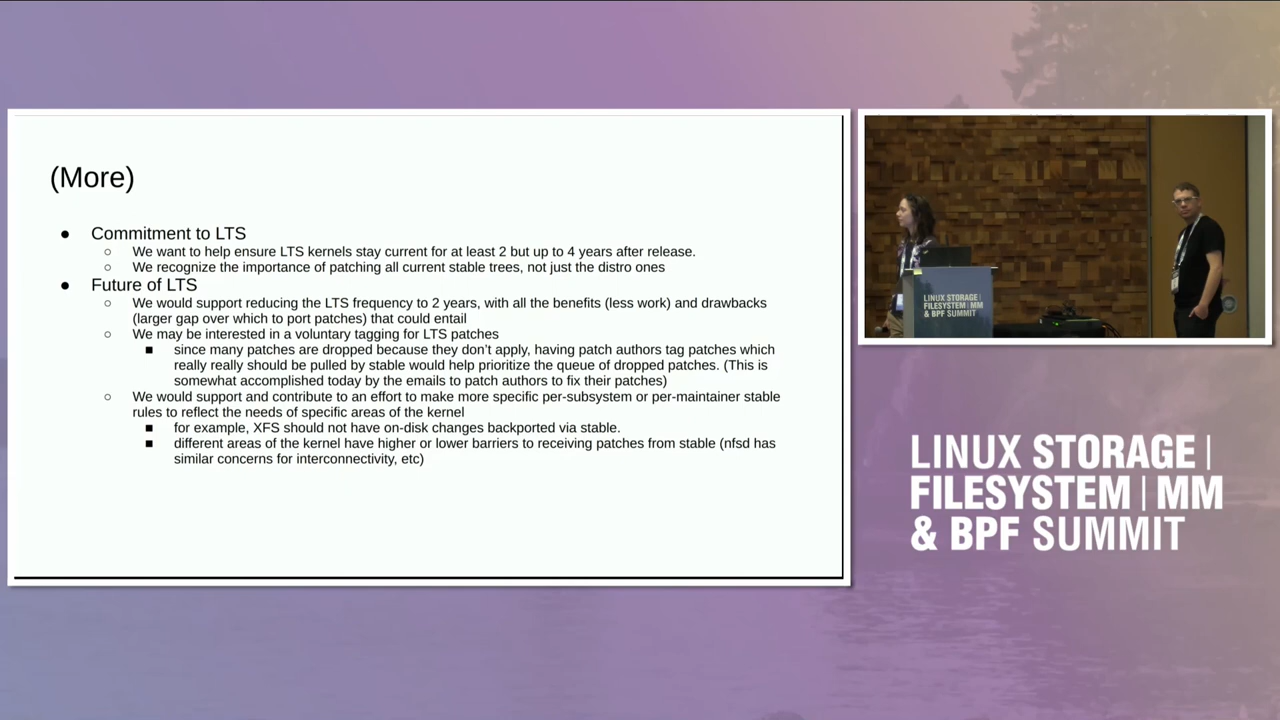 (More)
● Commitment to LTS
○ We want to help ensure LTS kernels stay current for at least 2 but up to 4 years after release.
○ We recognize the importance of patching all current stable trees, not just the distro ones
● Future of LTS
○ We would support reducing the LTS frequency to 2 years, with all the benefits (less work) and drawbacks
(larger gap over which to port patches) that could entail
○ We may be interested in a voluntary tagging for LTS patches
■ since many patches are dropped because they don't apply, having patch authors tag patches which
really really should be pulled by stable would help prioritize the queue of dropped patches. (This is
somewhat accomplished today by the emails to patch authors to fix their patches)
○ We would support and contribute to an effort to make more specific per-subsystem or per-maintainer stable
rules to reflect the needs of specific areas of the kernel
■ for example, XFS should not have on-disk changes backported via stable.
■ different areas of the kernel have higher or lower barriers to receiving patches from stable (nfsd has
similar concerns for interconnectivity, etc)
LINUX STORAGE |
FILESYSTEM | MM
& BPF SUMMIT
LINUX STORAGE |
FILESYSTEM | MM
& BPF SUMMIT